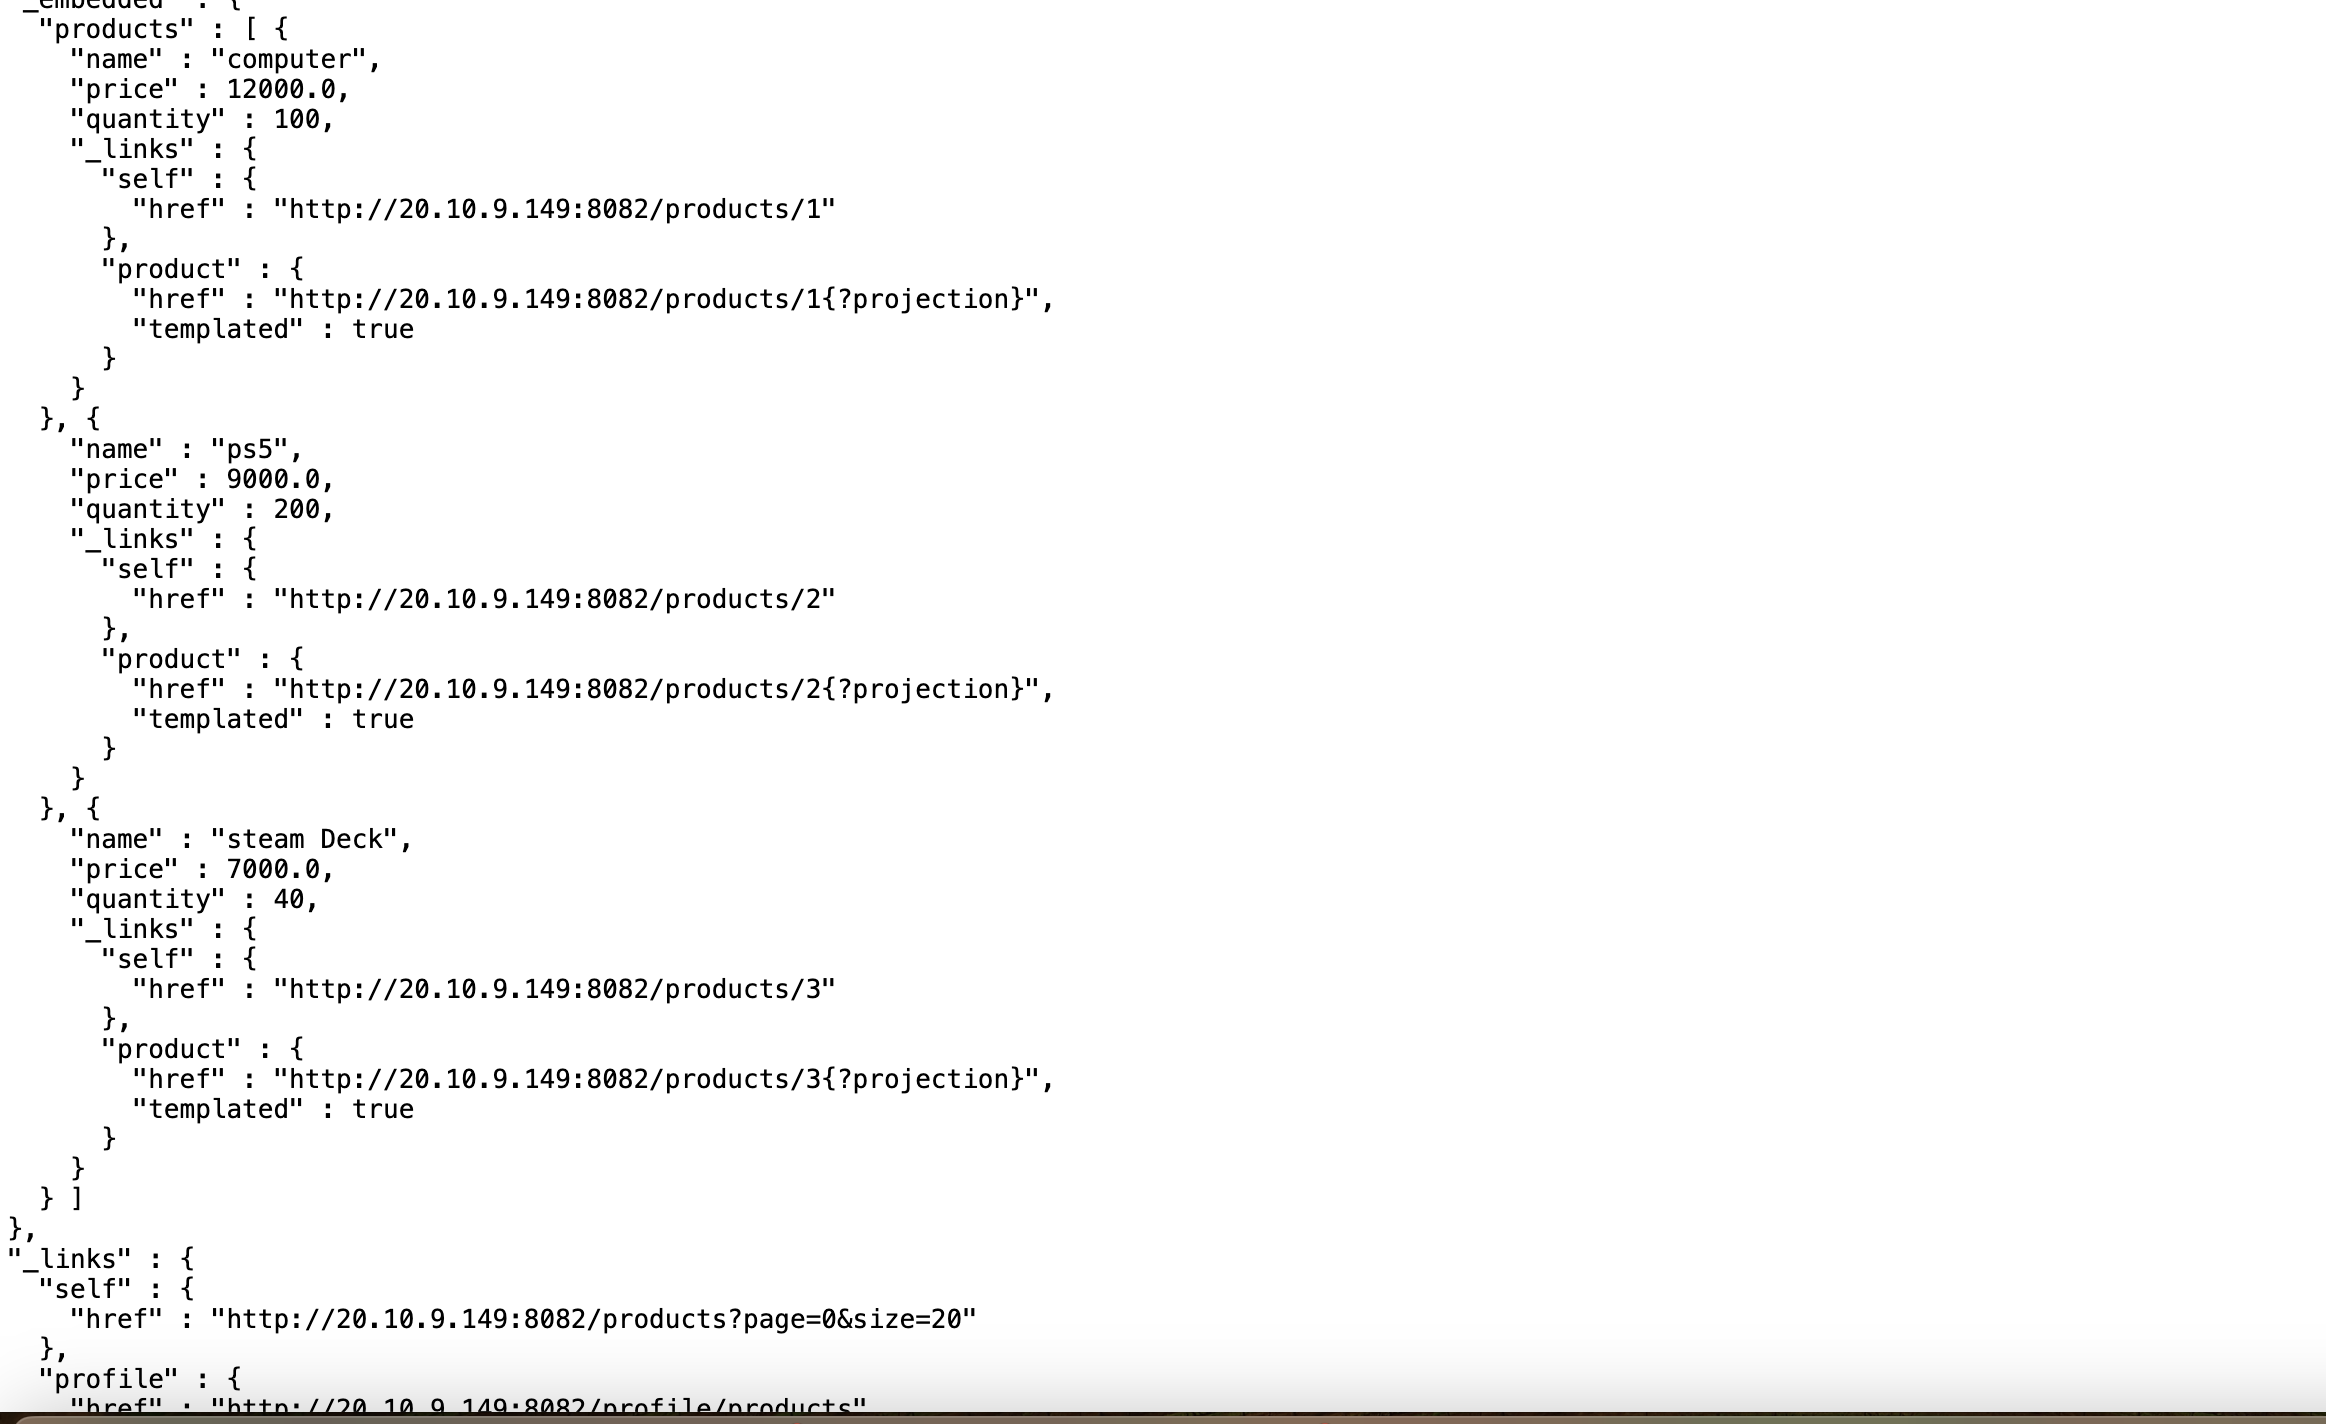 "_embedded" : {
"products" : [ {
"name" : "computer",
"price" : 12000.0,
"quantity" : 100,
"_links" : {
"self" : {
"href" : "http://20.10.9.149:8082/products/1"
},
"product" : {
"href" : "http://20.10.9.149:8082/products/1{?projection}",
"templated" : true
}
}
}, {
"name" : "ps5",
"price" : 9000.0,
"quantity" : 200,
"_links" : {
"self" : {
"href" : "http://20.10.9.149:8082/products/2"
},
"product" : {
"href" : "http://20.10.9.149:8082/products/2{?projection}",
"templated" : true
}
}
}, {
"name" : "steam Deck",
"price" : 7000.0,
"quantity" : 40,
"_links" : {
"self" : {
"href" : "http://20.10.9.149:8082/products/3"
},
"product" : {
"href" : "http://20.10.9.149:8082/products/3{?projection}",
"templated" : true
}
}
} ]
},
"_links" : {
"self" : {
"href" : "http://20.10.9.149:8082/products?page=0&size=20"
},
"profile" : {
"href" : "http://20.10.9.149:8082/profile/products"